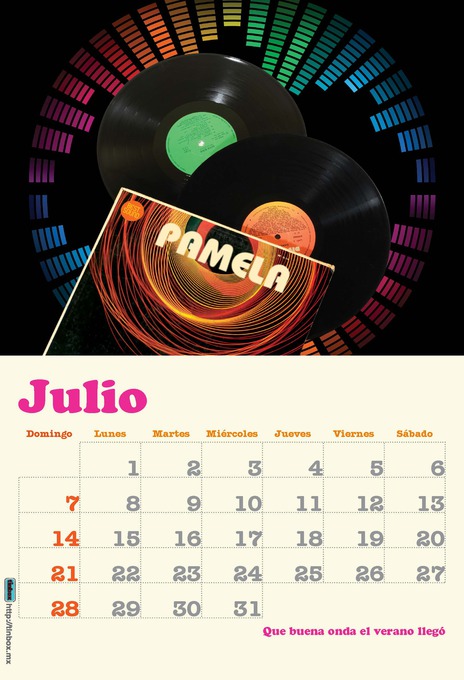 PAMELA
Julio
Domingo Lunes Martes Miércoles Jueves Viernes Sábado
1 2 3 4 5 6
7 8 9 10 11 12 13
14 15 16 17 18 19 20
21 22 23 24 25 26 27
28 29 30 31
Que buena onda el verano llegó
tinbox
http://tinbox.mx